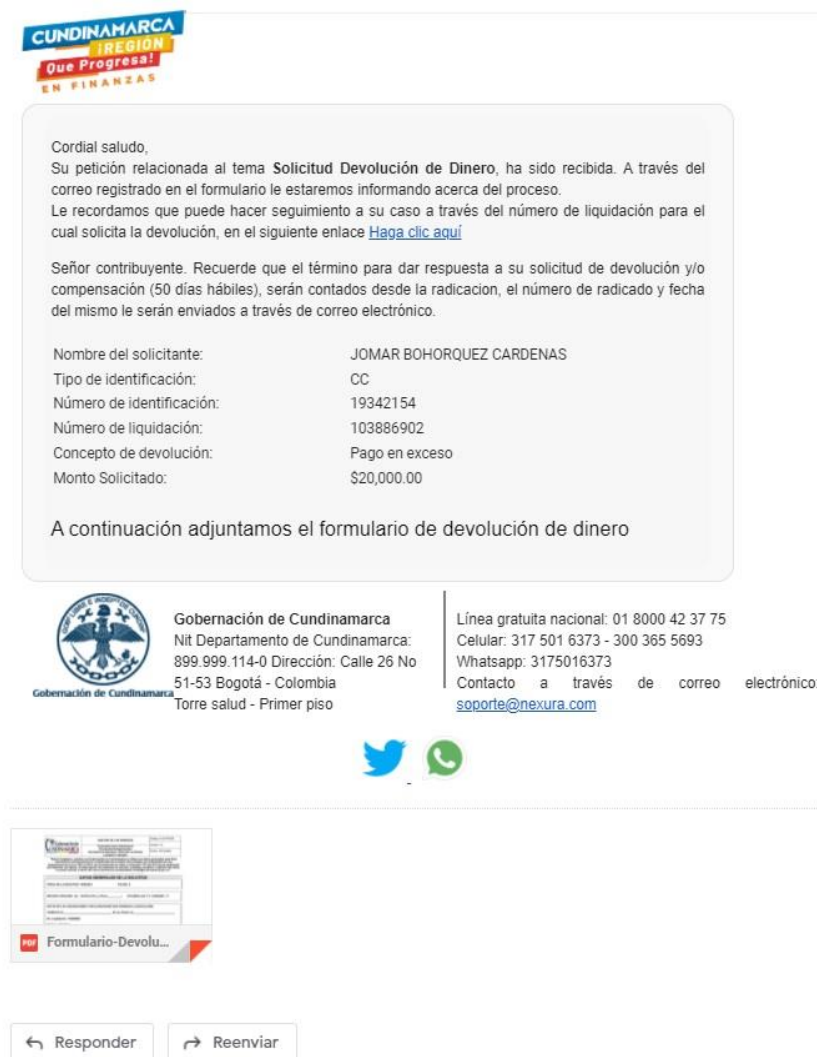 CUNDINAMARCA
¡REGIÓN
Que Progresa!
EN FINANZAS
Cordial saludo,
Su petición relacionada al tema Solicitud Devolución de Dinero, ha sido recibida. A través del
correo registrado en el formulario le estaremos informando acerca del proceso.
Le recordamos que puede hacer seguimiento a su caso a través del número de liquidación para el
cual solicita la devolución, en el siguiente enlace Haga clic aquí
Señor contribuyente. Recuerde que el término para dar respuesta a su solicitud de devolución y/o
compensación (50 días hábiles), serán contados desde la radicacion, el número de radicado y fecha
del mismo le serán enviados a través de correo electrónico.
Nombre del solicitante: JOMAR BOHORQUEZ CARDENAS
Tipo de identificación: CC
Número de identificación: 19342154
Número de liquidación: 103886902
Concepto de devolución: Pago en exceso
Monto Solicitado: $20,000.00
A continuación adjuntamos el formulario de devolución de dinero
Gobernación de Cundinamarca
Gobernación de Cundinamarca
Nit Departamento de Cundinamarca:
899.999.114-0 Dirección: Calle 26 No
51-53 Bogotá - Colombia
Torre salud - Primer piso
Línea gratuita nacional: 01 8000 42 37 75
Celular: 317 501 6373 - 300 365 5693
Whatsapp: 3175016373
Contacto a través de correo electrónico:
soporte@nexura.com
PDF Formulario-Devolu...
Responder Reenviar